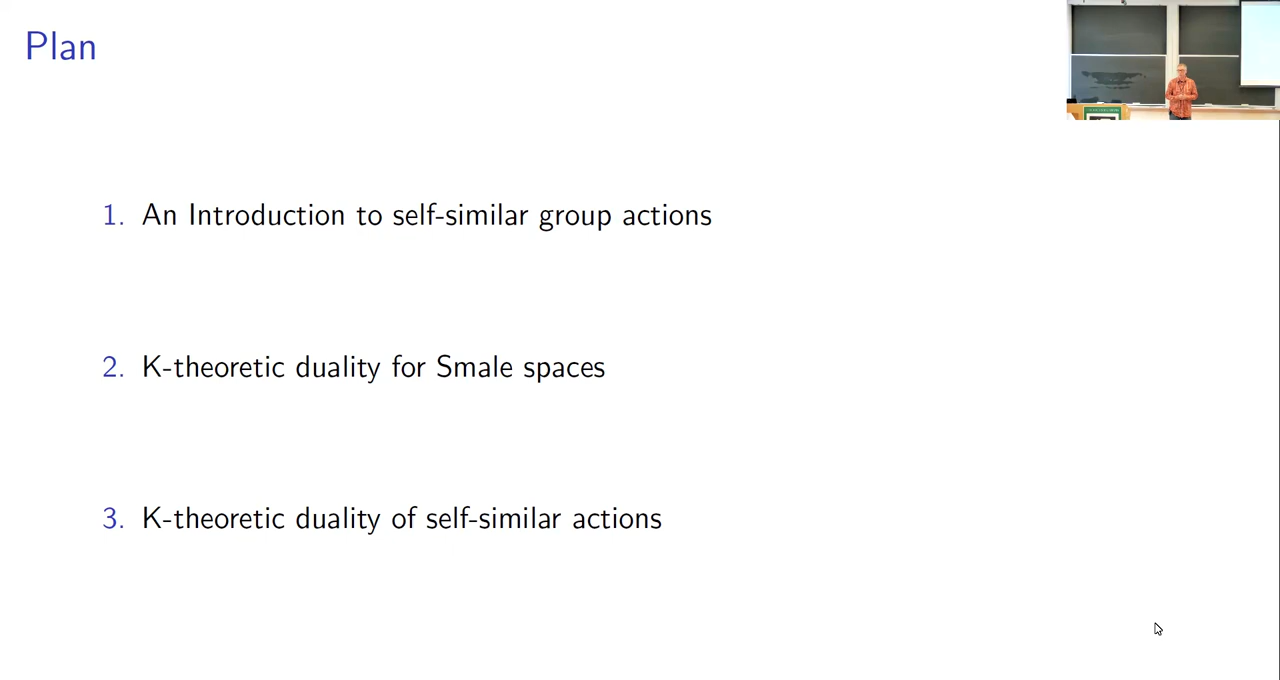 Plan
1. An Introduction to self-similar group actions
2. K-theoretic duality for Smale spaces
3. K-theoretic duality of self-similar actions